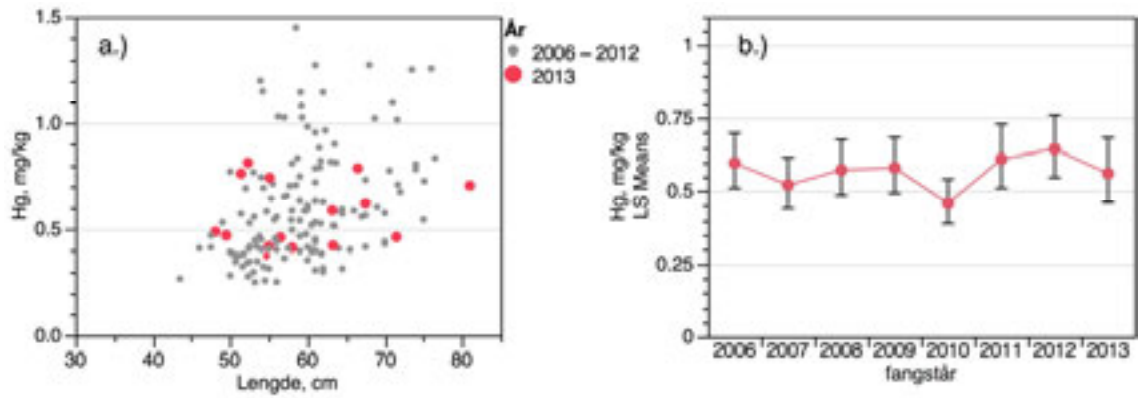 a.)
År
2006 – 2012
2013
Hg, mg/kg
1.5
1.0
0.5
0.0
30 40 50 60 70 80
Lengde, cm
b.)
Hg, mg/kg
LS Means
1
0.75
0.5
0.25
0
2006 2007 2008 2009 2010 2011 2012 2013
fangstår